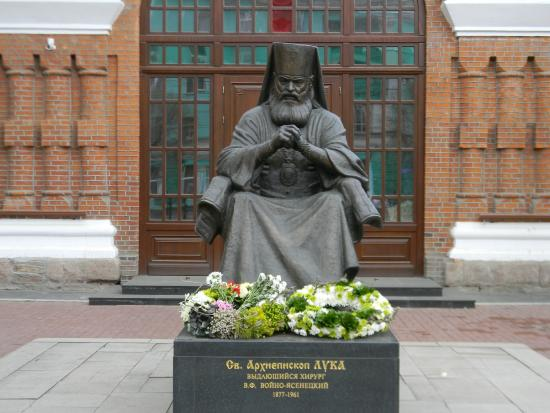 Св. Архиепископ ЛУКА
ВЫДАЮЩИЙСЯ ХИРУРГ
В.Ф. ВОЙНО-ЯСЕНЕЦКИЙ
1877-1961